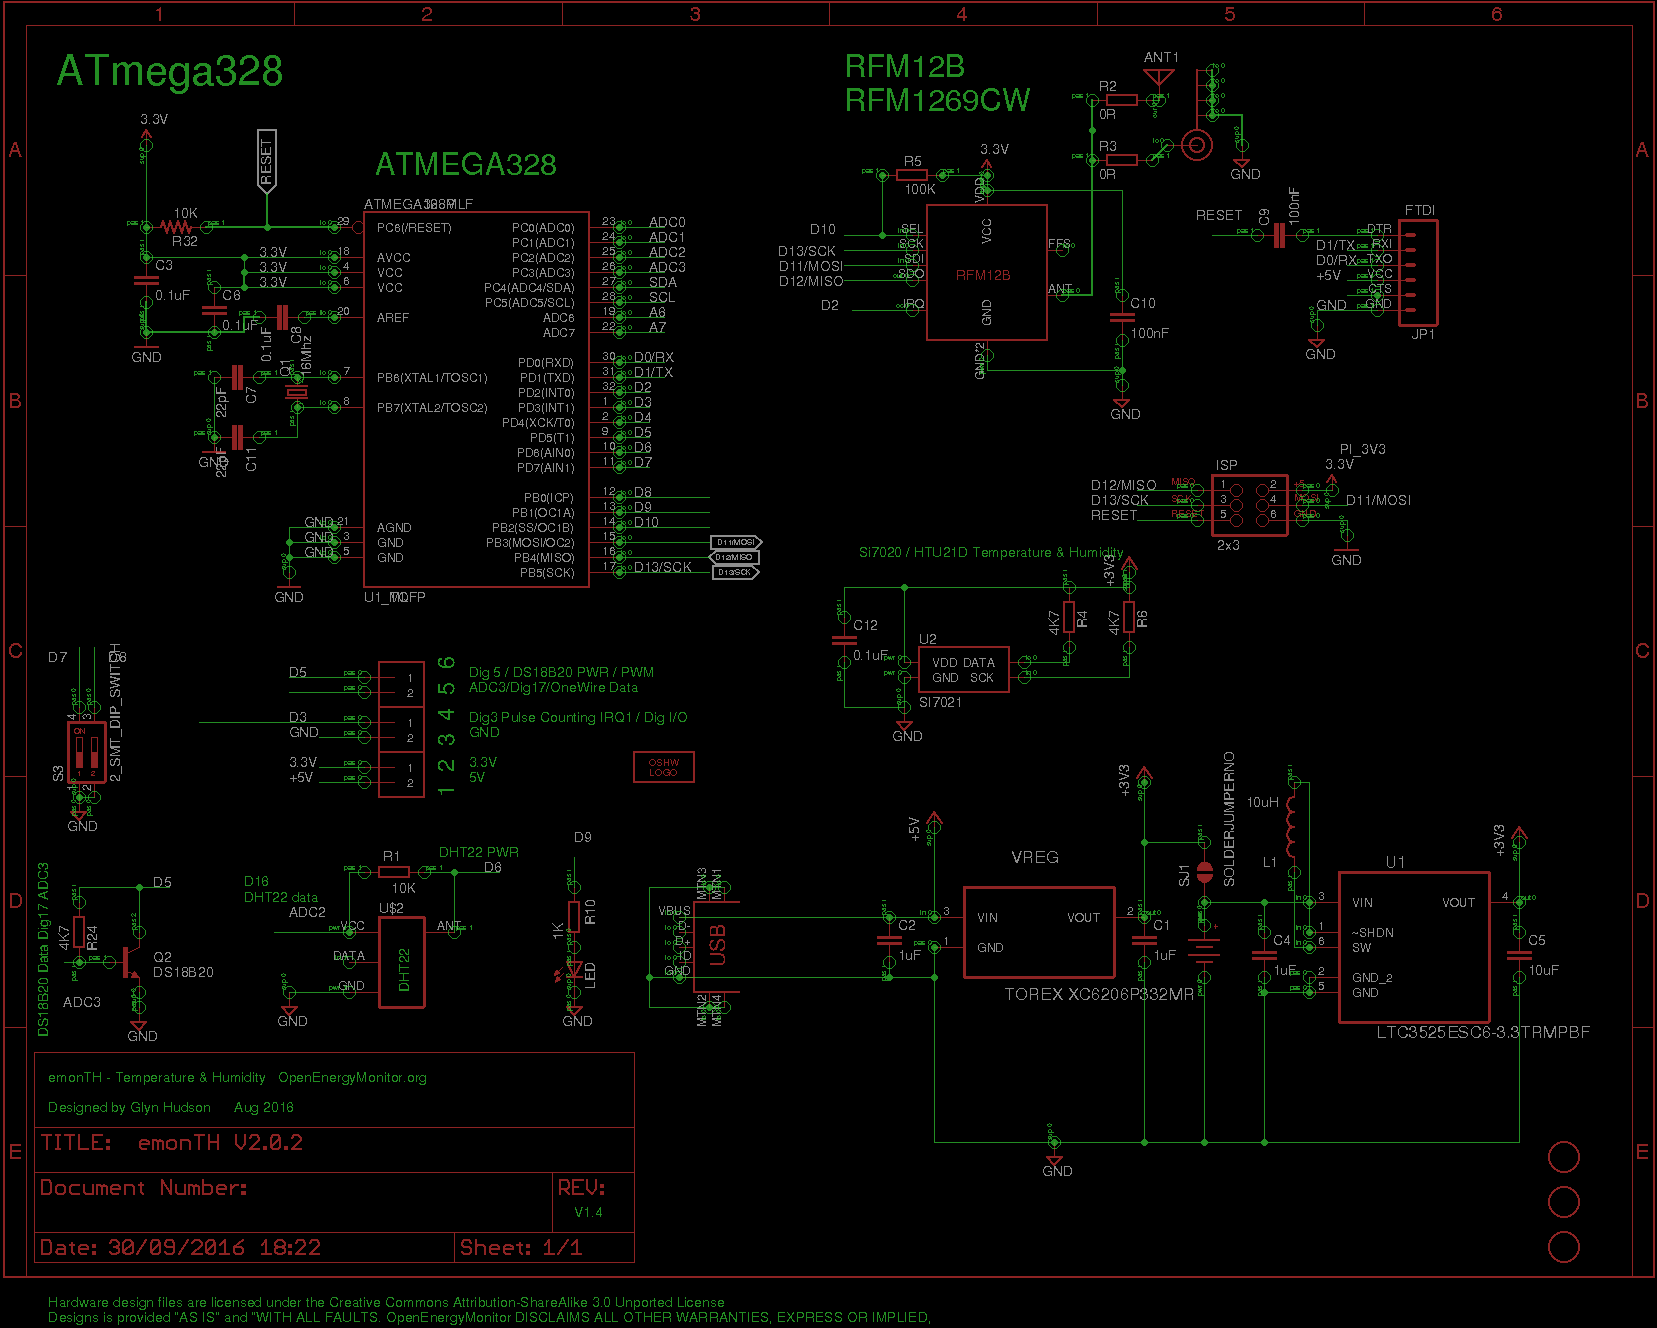 1 2 3 4 5 6
A
B
C
D
E
A
B
C
D
E
ATmega328
3.3V
RESET
ATMEGA328
10K
R32
C3
0.1uF
C6
0.1uF
GND
3.3V
3.3V
3.3V
0.1uF
C8
Q1
16Mhz
22pF
C7
C11
GND
GND
GND
GND
GND
29 PC6(/RESET)
18 AVCC
4 VCC
6 VCC
20 AREF
7 PB6(XTAL1/TOSC1)
8 PB7(XTAL2/TOSC2)
21 AGND
3 GND
5 GND
PC0(ADC0) 23 ADC0
PC1(ADC1) 24 ADC1
PC2(ADC2) 25 ADC2
PC3(ADC3) 26 ADC3
PC4(ADC4/SDA) 27 SDA
PC5(ADC5/SCL) 28 SCL
ADC6 19 A6
ADC7 22 A7
PD0(RXD) 30 D0/RX
PD1(TXD) 31 D1/TX
PD2(INT0) 32 D2
PD3(INT1) 1 D3
PD4(XCK/T0) 2 D4
PD5(T1) 9 D5
PD6(AIN0) 10 D6
PD7(AIN1) 11 D7
PB0(ICP) 12 D8
PB1(OC1A) 13 D9
PB2(SS/OC1B) 14 D10
PB3(MOSI/OC2) 15 D11/MOSI
PB4(MISO) 16 D12/MISO
PB5(SCK) 17 D13/SCK D13/SCK
RFM12B
RFM1269CW
ANT1
R2
0R
R3
0R
GND
R5
100K
3.3V
VDD
VCC
D10 SEL
D13/SCK SCK
D11/MOSI SDI
D12/MISO SDO
D2 IRQ
RFM12B
FFS
ANT
GND
C10
100nF
GND
RESET
C9
100nF
FTDI
DTR
D1/TX RXI
D0/RX TXO
+5V VCC
CTS
GND GND
JP1
GND
ISP
PI_3V3
3.3V
D12/MISO MISO 1 2
D13/SCK SCK 3 4 D11/MOSI
RESET 5 6
2x3
GND
Si7020 / HTU21D Temperature & Humidity
+3V3
C12
0.1uF
4K7
R4
4K7
R6
U2
VDD DATA
GND SCK
SI7021
GND
D7
2_SMT_DIP_SWITCH
4 3
ON
1 2
S3
GND
D5 1
2
D3 1
GND 2
3.3V 1
+5V 2
1 2 3 4 5 6
Dig 5 / DS18B20 PWR / PWM
ADC3/Dig17/OneWire Data
Dig3 Pulse Counting IRQ1 / Dig I/O
GND
3.3V
5V
OSHW
LOGO
DS18B20 Data Dig17 ADC3
D5
4K7
R24
Q2
DS18B20
ADC3
GND
R1
10K
DHT22 PWR
D6
D16
DHT22 data
ADC2
U$2
VCC
DATA
GND
ANT
DHT22
GND
D9
1K
R10
LED
GND
MTN3
MTN1
VBUS
D-
D+
ID
GND
USB
MTN2
MTN4
+5V
C2
1uF
VREG
3 VIN VOUT 2
1 GND
TOREX XC6206P332MR
+3V3
C1
1uF
SJ1
SOLDERJUMPERNO
10uH
L1
C4
1uF
U1
3 VIN VOUT 4
1 ~SHDN
6 SW
2 GND_2
5 GND
LTC3525ESC6-3.3TRMPBF
+3V3
C5
10uF
GND
emonTH - Temperature & Humidity OpenEnergyMonitor.org
Designed by Glyn Hudson Aug 2016
TITLE: emonTH V2.0.2
Document Number:
REV:
V1.4
Date: 30/09/2016 18:22
Sheet: 1/1
Hardware design files are licensed under the Creative Commons Attribution-ShareAlike 3.0 Unported License
Designs is provided "AS IS" and "WITH ALL FAULTS. OpenEnergyMonitor DISCLAIMS ALL OTHER WARRANTIES, EXPRESS OR IMPLIED,